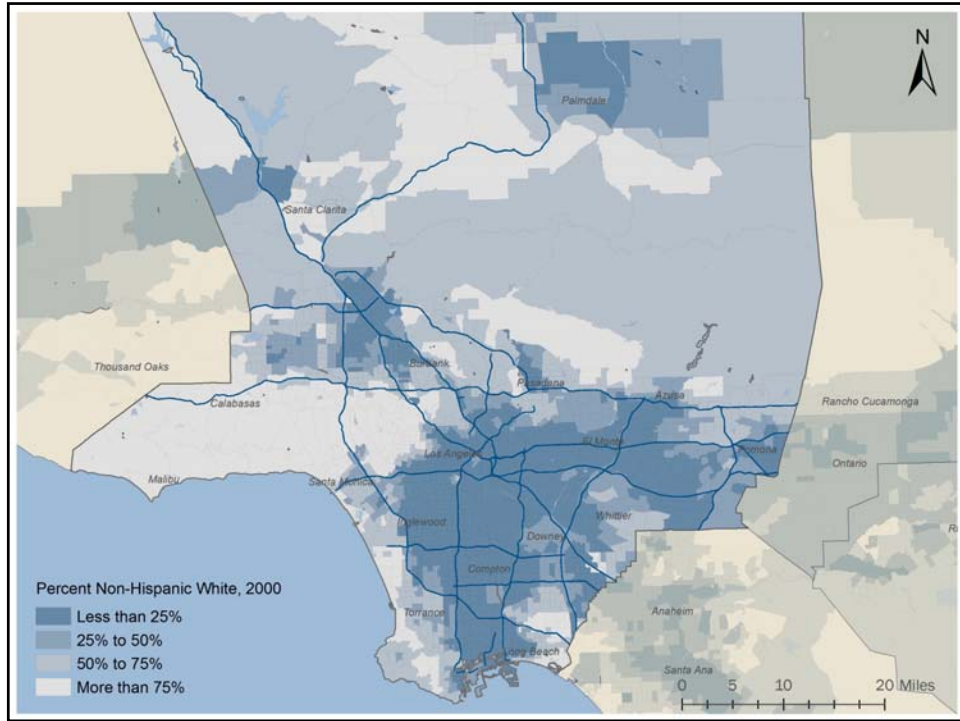 N
Palmdale
Santa Clarita
Thousand Oaks
Burbank
Pasadena
Azusa
Rancho Cucamonga
Calabasas
El Monte
Pomona
Los Angeles
Ontario
Malibu
Santa Monica
Inglewood
Whittier
Downey
Compton
Percent Non-Hispanic White, 2000
Less than 25%
25% to 50%
50% to 75%
More than 75%
Torrance
Anaheim
Long Beach
Santa Ana
0 5 10 20 Miles